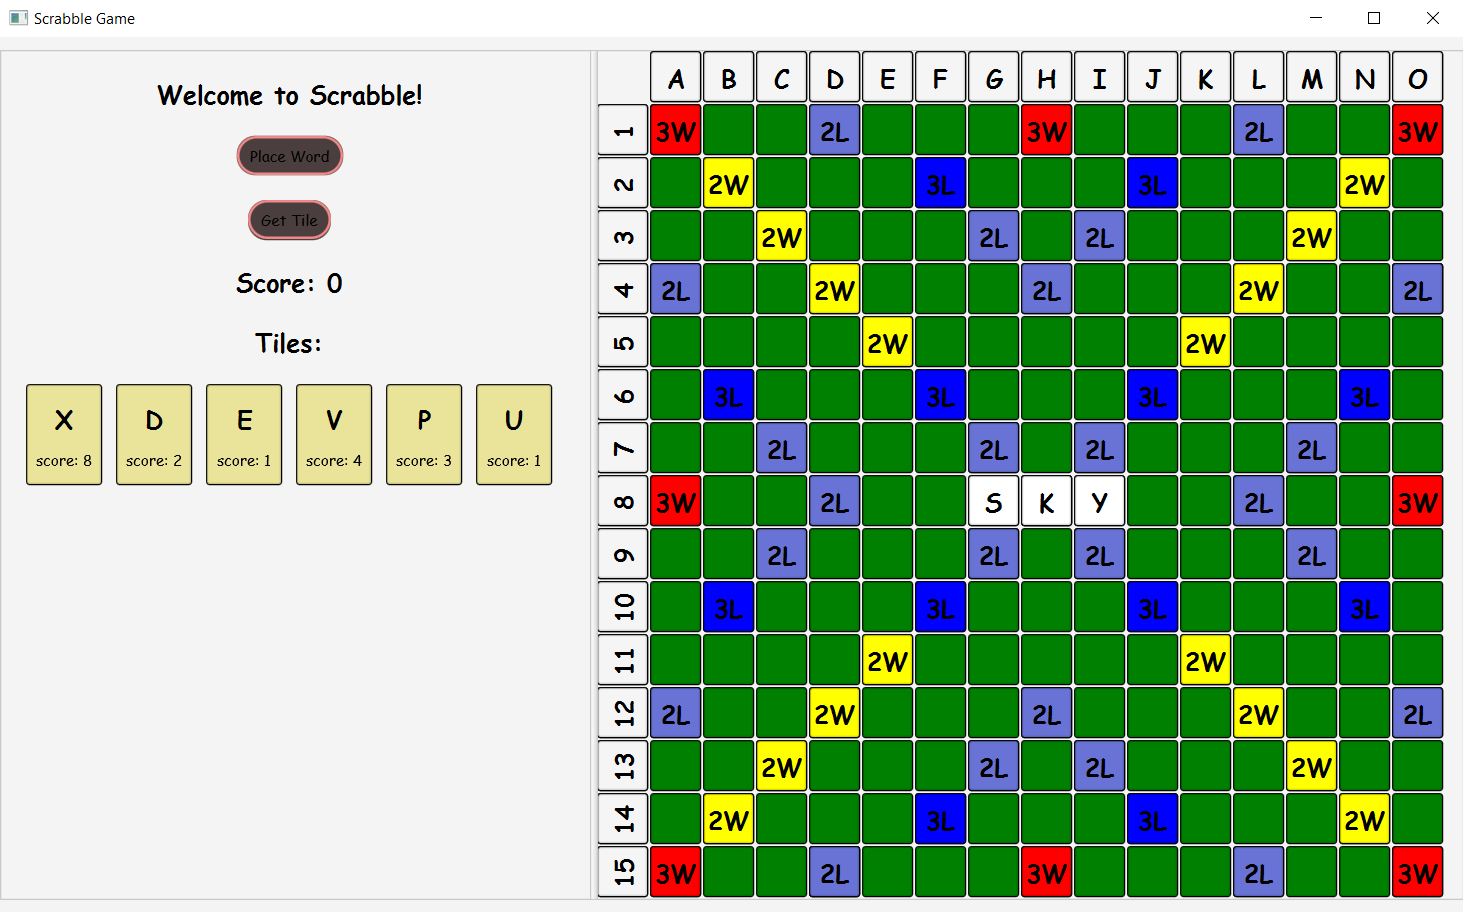 Scrabble Game
Welcome to Scrabble!
Place Word
Get Tile
Score: 0
Tiles:
X D E V P U
score: 8 score: 2 score: 1 score: 4 score: 3 score: 1
A B C D E F G H I J K L M N O
1 3W 2L 3W 2L 3W
2 2W 3L 3L 2W
3 2W 2L 2L 2W
4 2L 2W 2L 2W 2L
5 2W 2W
6 3L 3L 3L 3L
7 2L 2L 2L 2L
8 3W 2L S K Y 2L 3W
9 2L 2L 2L 2L
10 3L 3L 3L 3L
11 2W 2W
12 2L 2W 2L 2W 2L
13 2W 2L 2L 2W
14 2W 3L 3L 2W
15 3W 2L 3W 2L 3W